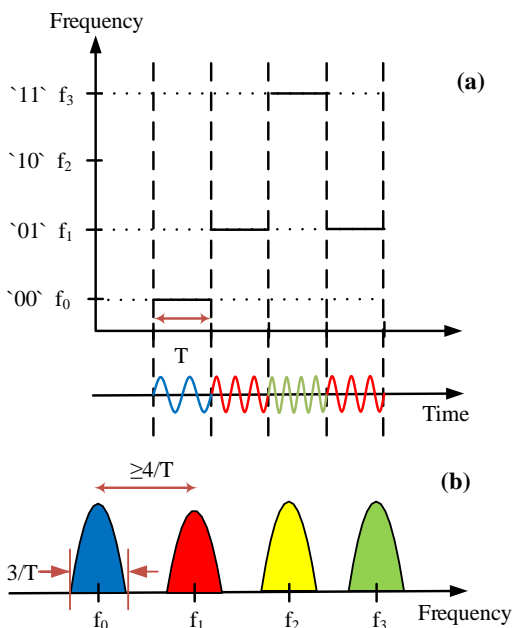 Frequency
(a)
`11` f₃
`10` f₂
`01` f₁
`00` f₀
T
Time
(b)
≥4/T
3/T
f₀ f₁ f₂ f₃
Frequency